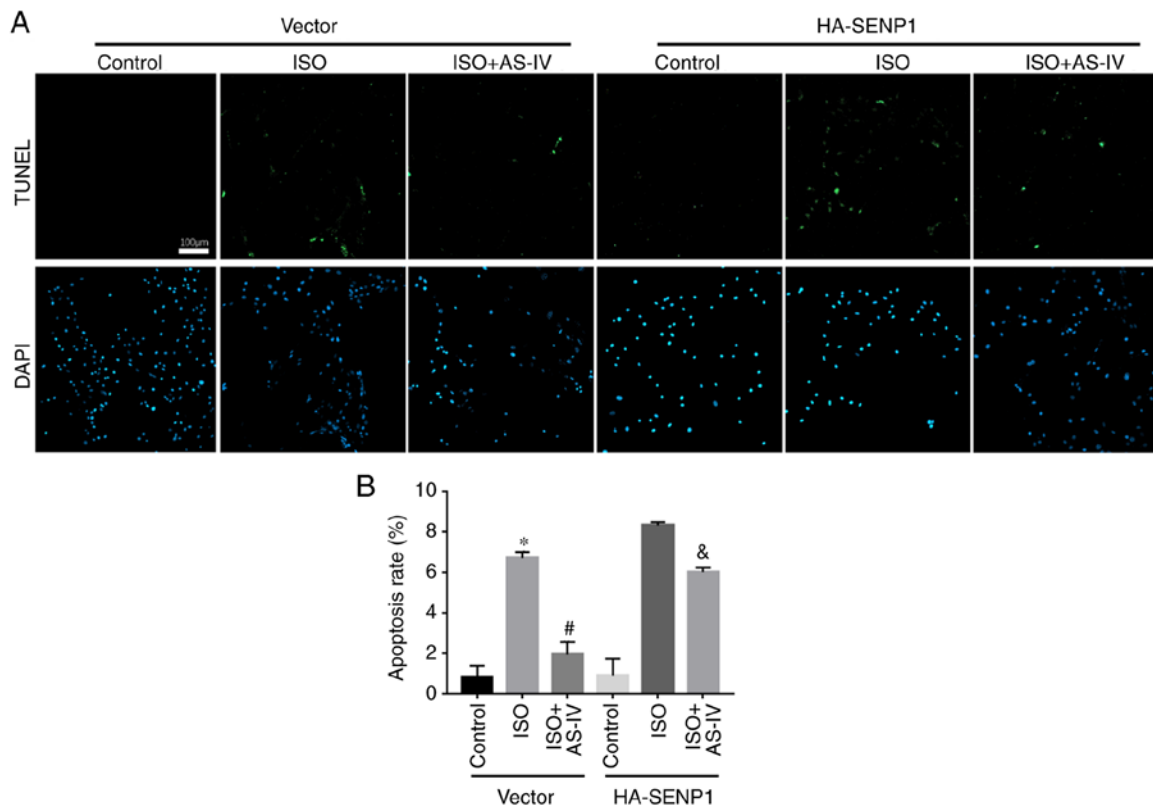 A
Vector
HA-SENP1
Control
ISO
ISO+AS-IV
Control
ISO
ISO+AS-IV
TUNEL
100µm
DAPI
B
Apoptosis rate (%)
10
8
6
4
2
0
*
#
&
Control
ISO
ISO+
AS-IV
Control
ISO
ISO+
AS-IV
Vector
HA-SENP1